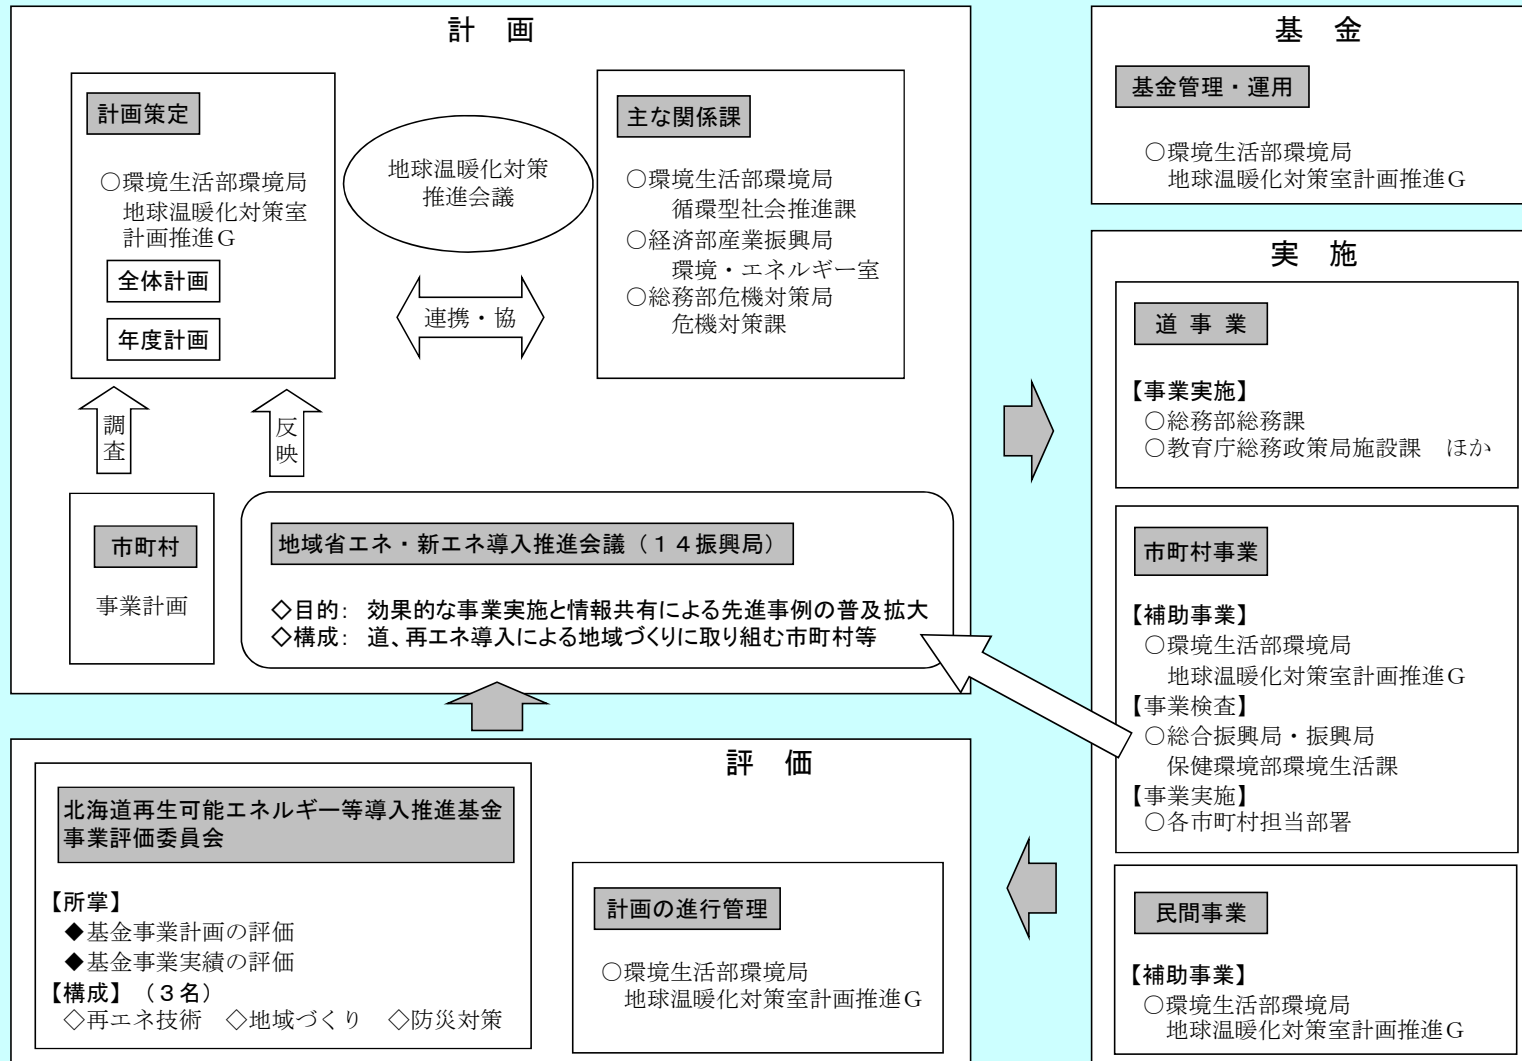 計　画
計画策定
○環境生活部環境局
地球温暖化対策室
計画推進Ｇ
全体計画
年度計画
地球温暖化対策
推進会議
連携・協
主な関係課
○環境生活部環境局
循環型社会推進課
○経済部産業振興局
環境・エネルギー室
○総務部危機対策局
危機対策課
調査
反映
市町村
事業計画
地域省エネ・新エネ導入推進会議（１４振興局）
◇目的：　効果的な事業実施と情報共有による先進事例の普及拡大
◇構成：　道、再エネ導入による地域づくりに取り組む市町村等
基　金
基金管理・運用
○環境生活部環境局
地球温暖化対策室計画推進Ｇ
実　施
道 事 業
【事業実施】
○総務部総務課
○教育庁総務政策局施設課　ほか
市町村事業
【補助事業】
○環境生活部環境局
地球温暖化対策室計画推進Ｇ
【事業検査】
○総合振興局・振興局
保健環境部環境生活課
【事業実施】
○各市町村担当部署
民間事業
【補助事業】
○環境生活部環境局
地球温暖化対策室計画推進Ｇ
評　価
北海道再生可能エネルギー等導入推進基金
事業評価委員会
【所掌】
◆基金事業計画の評価
◆基金事業実績の評価
【構成】（３名）
◇再エネ技術　◇地域づくり　◇防災対策
計画の進行管理
○環境生活部環境局
地球温暖化対策室計画推進Ｇ